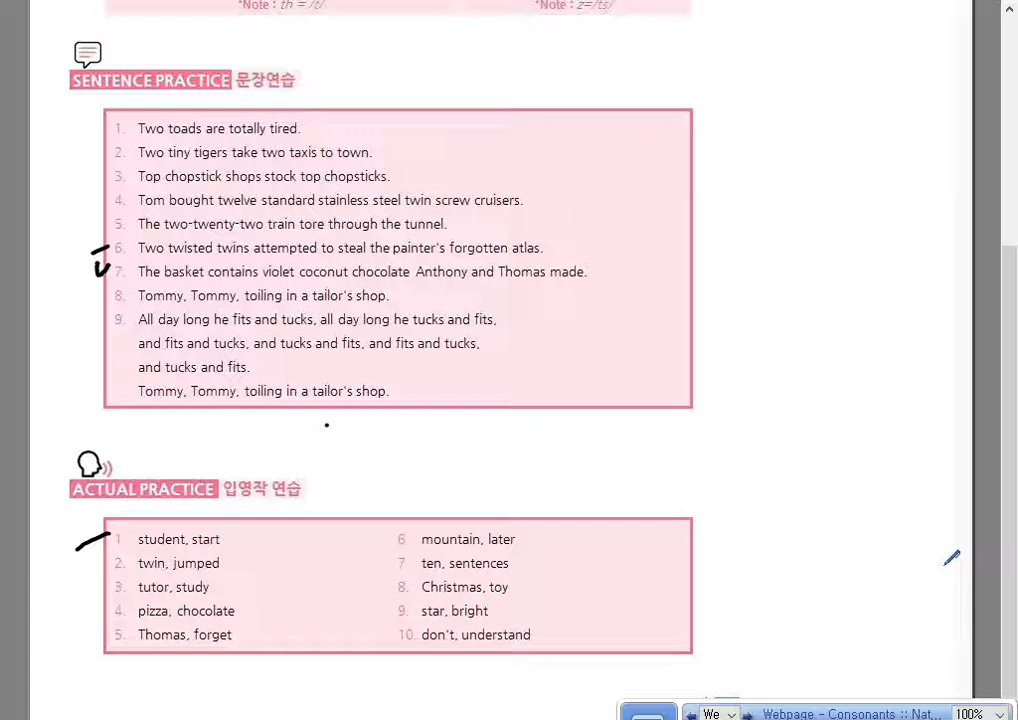 *Note : th = /t/ *Note : z=/ts/
SENTENCE PRACTICE 문장연습
1. Two toads are totally tired.
2. Two tiny tigers take two taxis to town.
3. Top chopstick shops stock top chopsticks.
4. Tom bought twelve standard stainless steel twin screw cruisers.
5. The two-twenty-two train tore through the tunnel.
6. Two twisted twins attempted to steal the painter's forgotten atlas.
7. The basket contains violet coconut chocolate Anthony and Thomas made.
8. Tommy, Tommy, toiling in a tailor's shop.
9. All day long he fits and tucks, all day long he tucks and fits,
and fits and tucks, and tucks and fits, and fits and tucks,
and tucks and fits.
Tommy, Tommy, toiling in a tailor's shop.
ACTUAL PRACTICE 입영작 연습
1 student, start
2. twin, jumped
3. tutor, study
4. pizza, chocolate
5. Thomas, forget
6 mountain, later
7 ten, sentences
8. Christmas, toy
9. star, bright
10. don't, understand
We Webpage - Consonants :: Nat... 100%